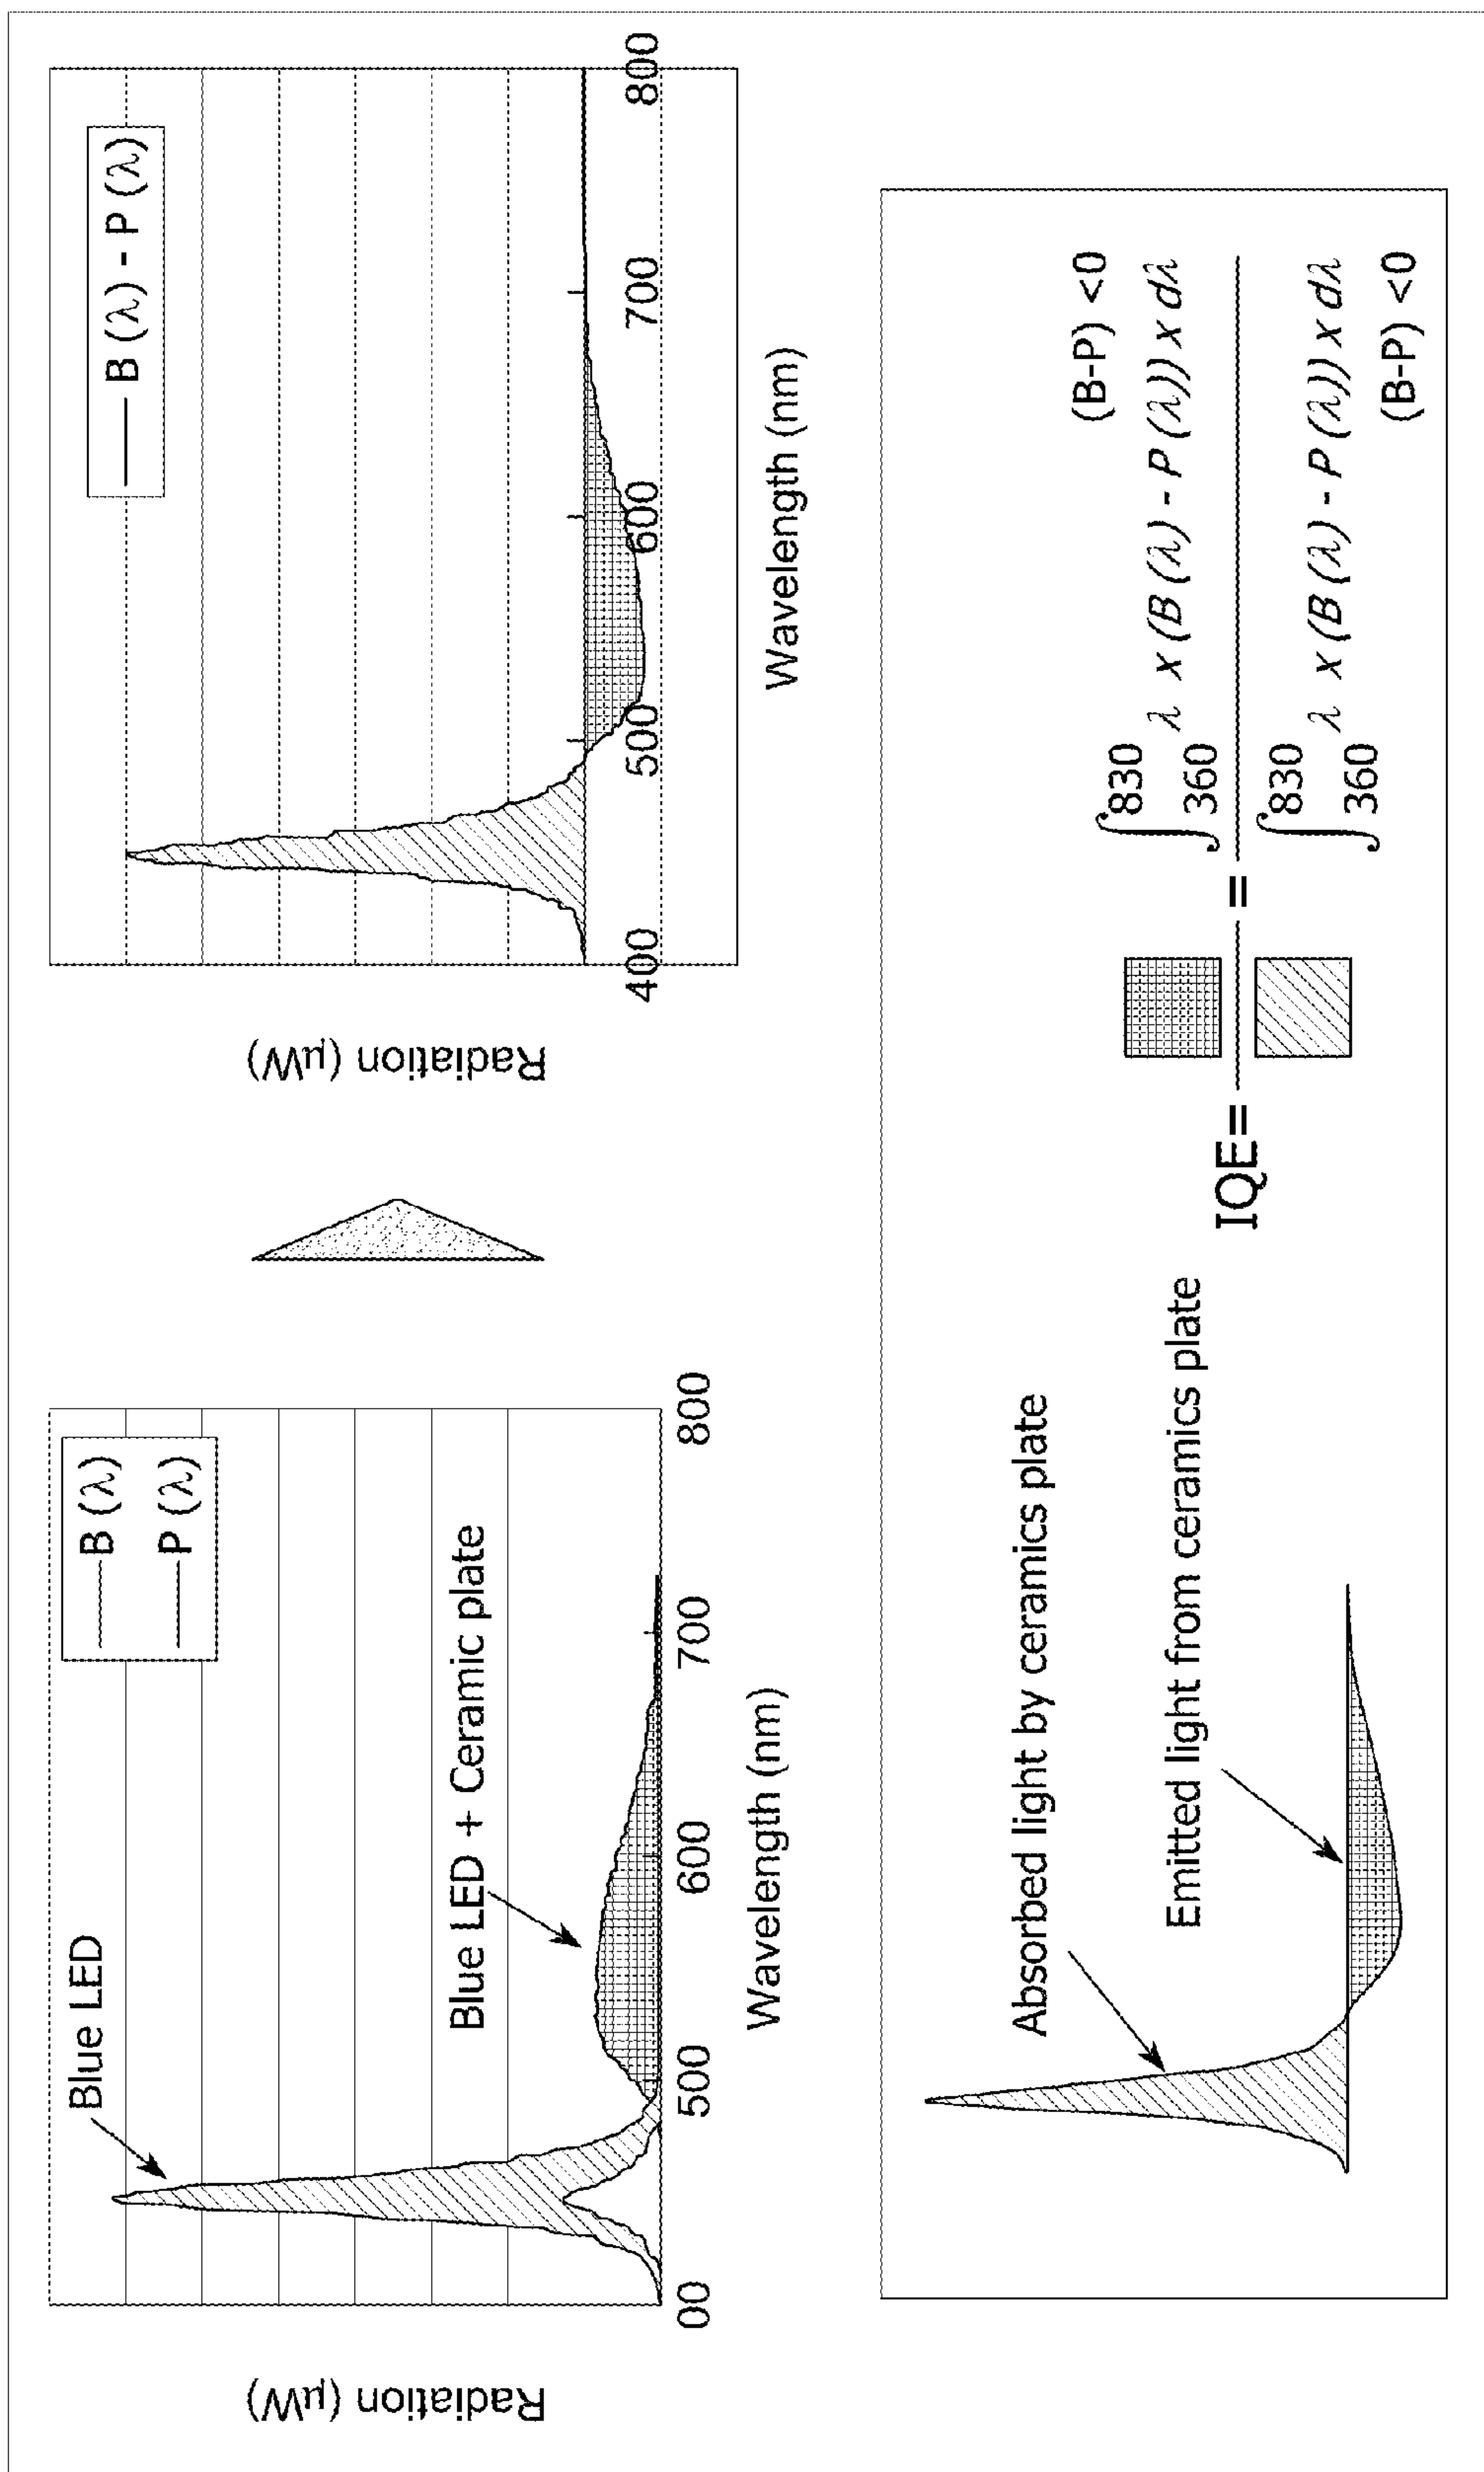 B (λ)
P (λ)
Blue LED
Blue LED + Ceramic plate
Radiation (μW)
00
500
600
700
800
Wavelength (nm)
B (λ) - P (λ)
Radiation (μW)
400
500
600
700
800
Wavelength (nm)
Absorbed light by ceramics plate
Emitted light from ceramics plate
(B-P) <0
IQE= = ∫830 360 λ x (B (λ) - P (λ)) x dλ
∫830 360 λ x (B (λ) - P (λ)) x dλ
(B-P) <0